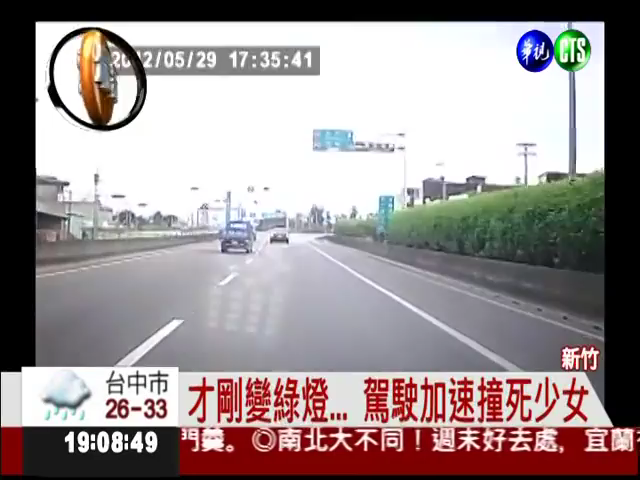 2/05/29 17:35:41
華視
CTS
新竹
台中市
26-33
才剛變綠燈... 駕駛加速撞死少女
19:08:49
門羹。◎南北大不同！週末好去處，宜蘭